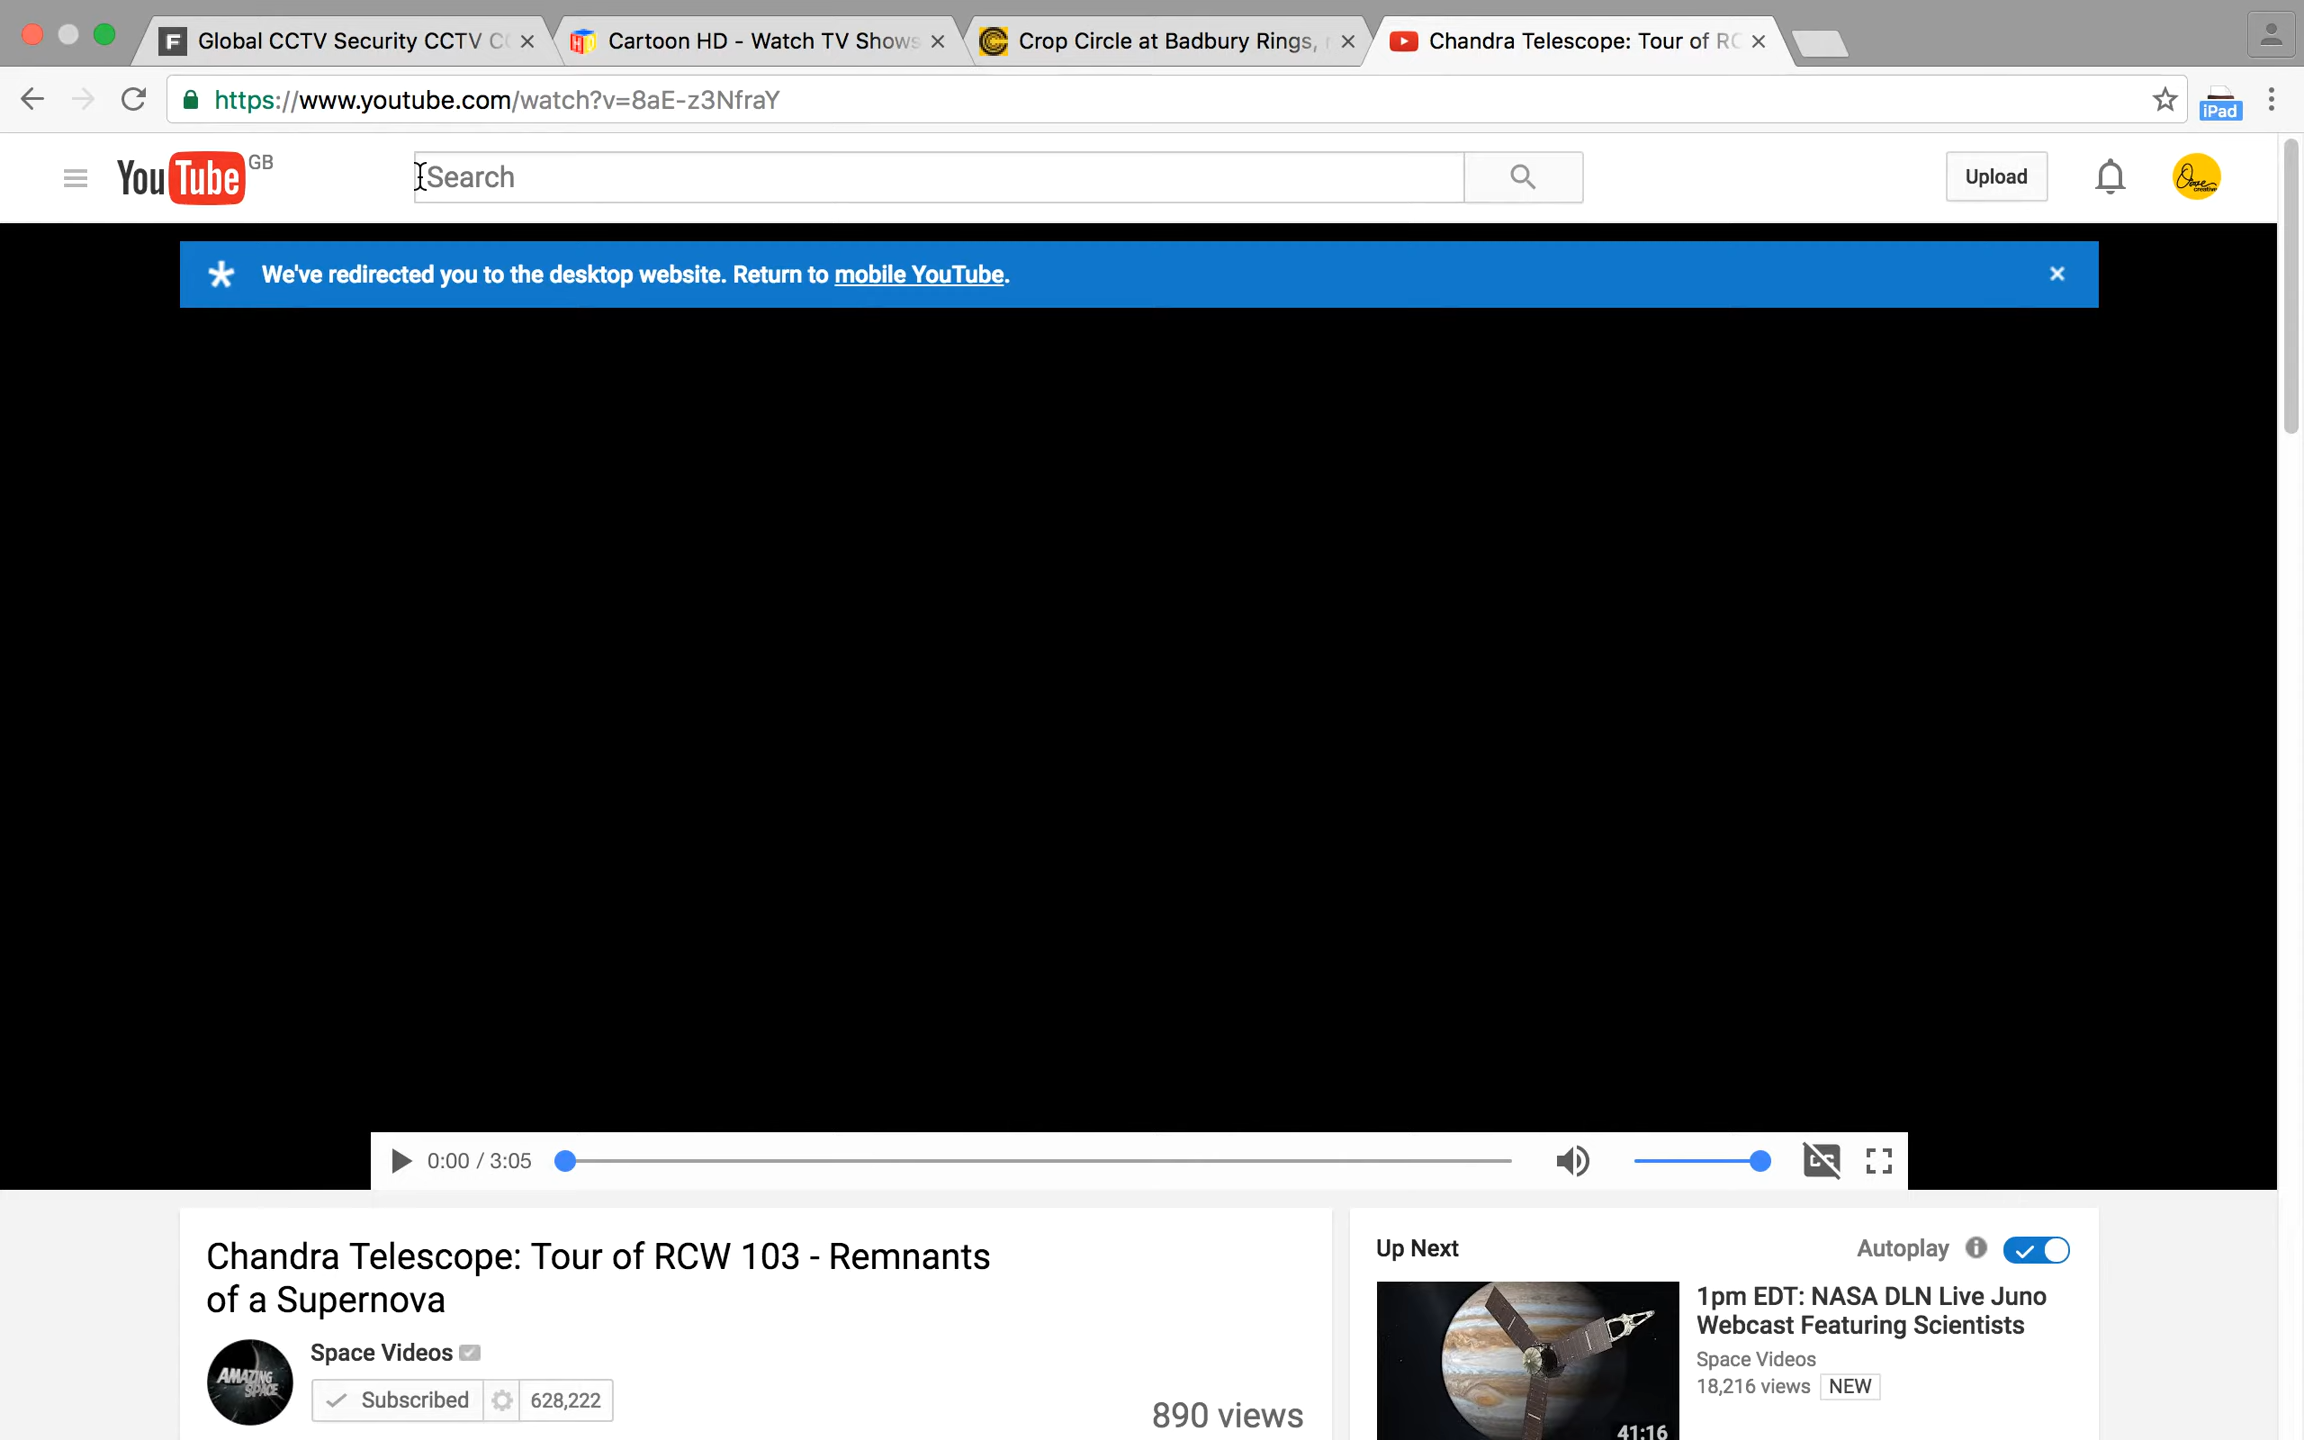 Global CCTV Security CCTV
Cartoon HD - Watch TV Shows
Crop Circle at Badbury Rings,
Chandra Telescope: Tour of RC
https://www.youtube.com/watch?v=8aE-z3NfraY
iPad
YouTube GB
Search
Upload
We've redirected you to the desktop website. Return to mobile YouTube.
0:00 / 3:05
CC
Chandra Telescope: Tour of RCW 103 - Remnants
of a Supernova
AMAZING
SPACE
Space Videos
Subscribed
628,222
890 views
Up Next
Autoplay
1pm EDT: NASA DLN Live Juno
Webcast Featuring Scientists
Space Videos
18,216 views NEW
41:16